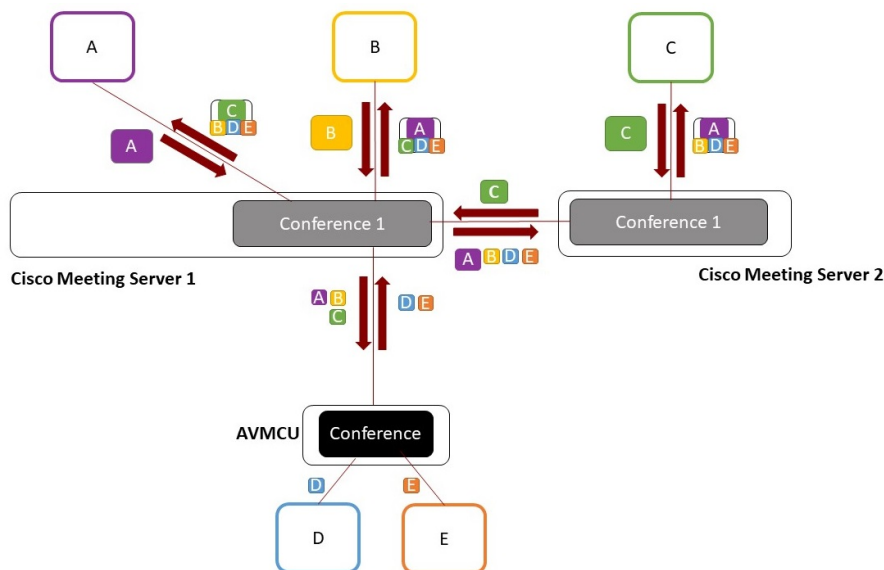 A
B
C
C
B D E
A
B
A
C D E
C
A
B D E
Conference 1
C
A B D E
Conference 1
Cisco Meeting Server 1
Cisco Meeting Server 2
A B
C
D E
AVMCU
Conference
D
E
D
E